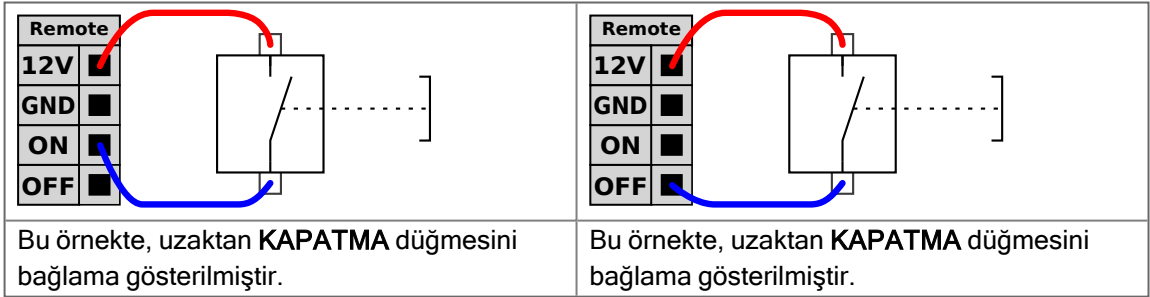 Remote
12V
GND
ON
OFF
Bu örnekte, uzaktan KAPATMA düğmesini
bağlama gösterilmiştir.
Remote
12V
GND
ON
OFF
Bu örnekte, uzaktan KAPATMA düğmesini
bağlama gösterilmiştir.